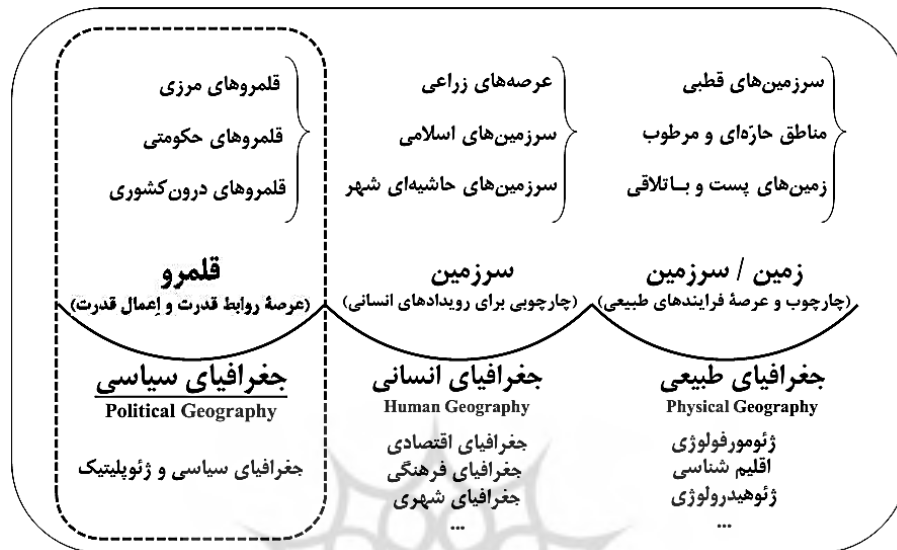 سرزمین‌های قطبی
مناطق حارّه‌ای و مرطوب
زمین‌های پست و بـاتلاقی
زمین / سرزمین
(چارچوب و عرصهٔ فرایندهای طبیعی)
جغرافیای طبیعی
Physical Geography
ژئومورفولوژی
اقلیم شناسی
ژئوهیدرولوژی
...
عرصه‌های زراعی
سرزمین‌های اسلامی
سرزمین‌های حاشیه‌ای شهر
سرزمین
(چارچوبی برای رویدادهای انسانی)
جغرافیای انسانی
Human Geography
جغرافیای اقتصادی
جغرافیای فرهنگی
جغرافیای شهری
...
قلمروهای مرزی
قلمروهای حکومتی
قلمروهای درون‌کشوری
قلمرو
(عرصهٔ روابط قدرت و اِعمال قدرت)
جغرافیای سیاسی
Political Geography
جغرافیای سیاسی و ژئوپلیتیک